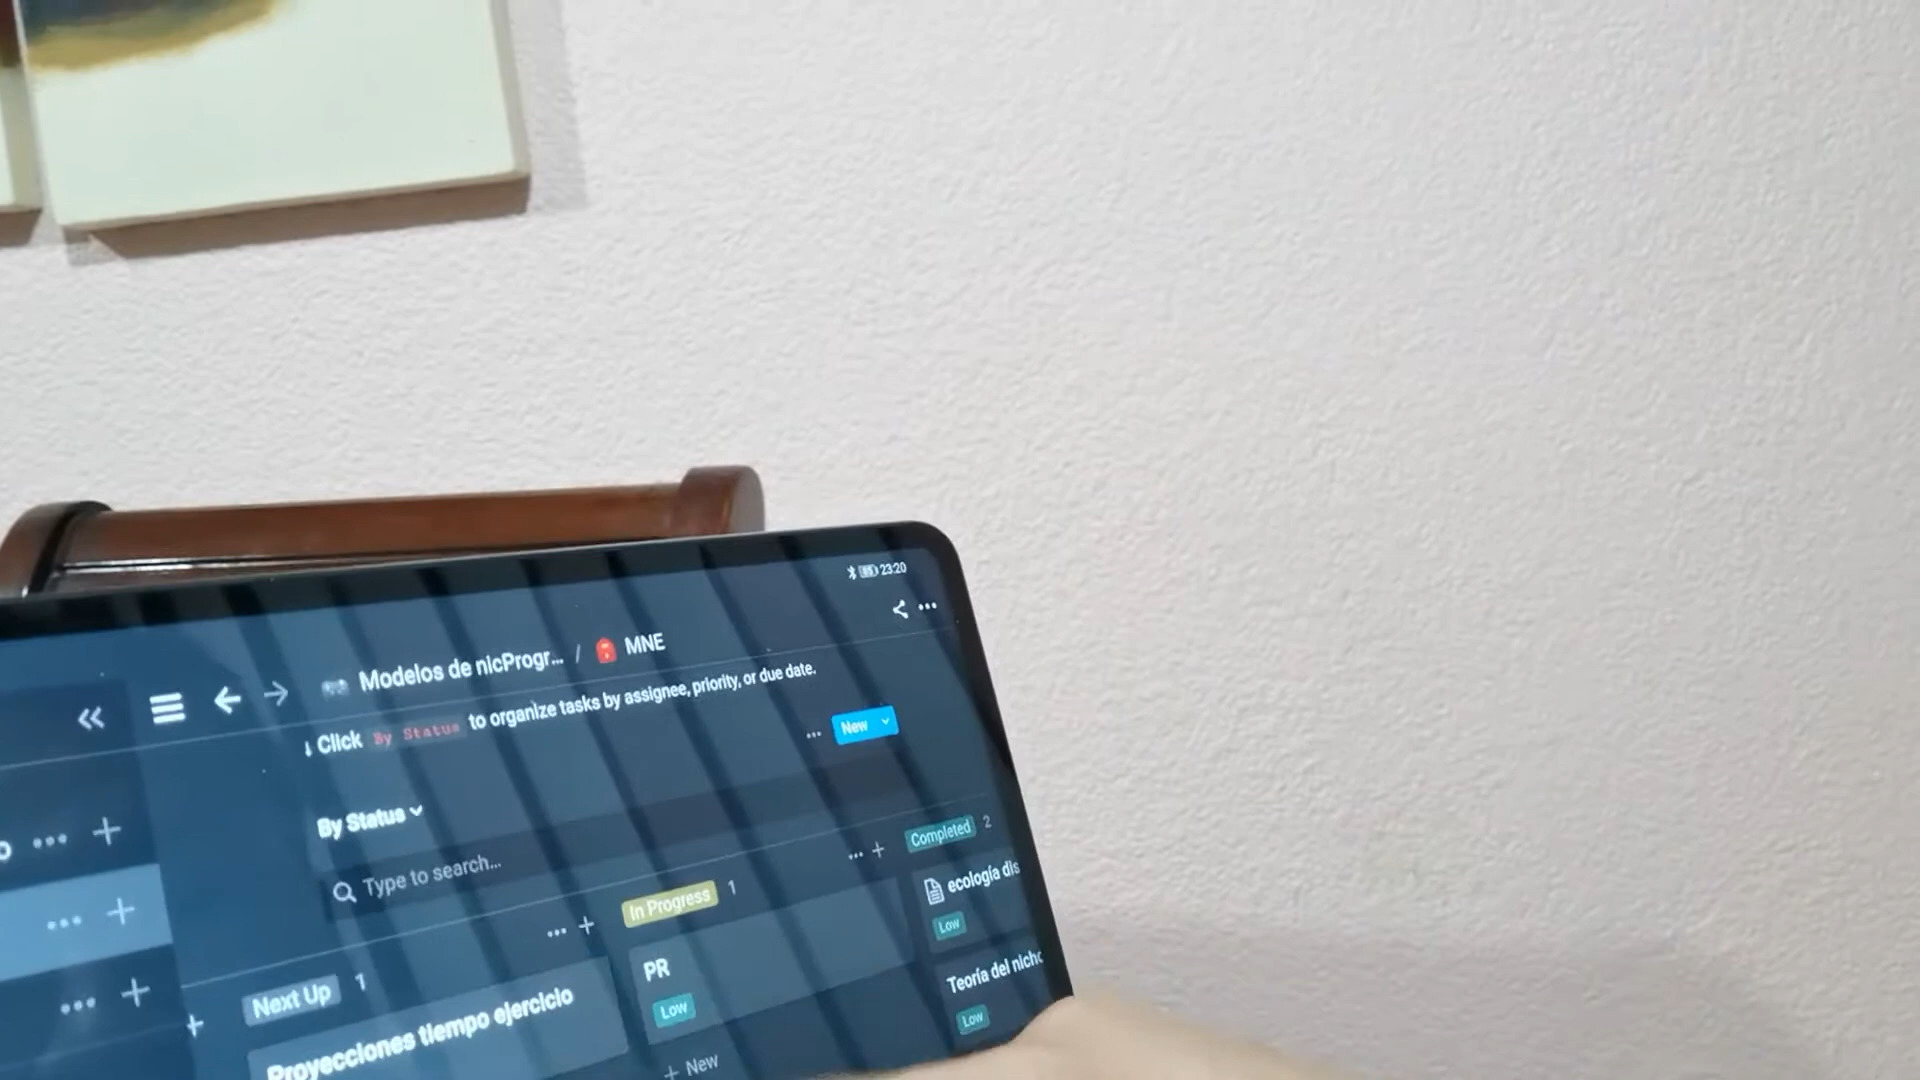 23:20
Modelos de nicProgr... / MNE
↓ Click By Status to organize tasks by assignee, priority, or due date.
New
By Status
Type to search...
Next Up 1
Proyecciones tiempo ejercicio
In Progress 1
PR
Low
+ New
Completed 2
ecología dis
Low
Teoría del nicho
Low